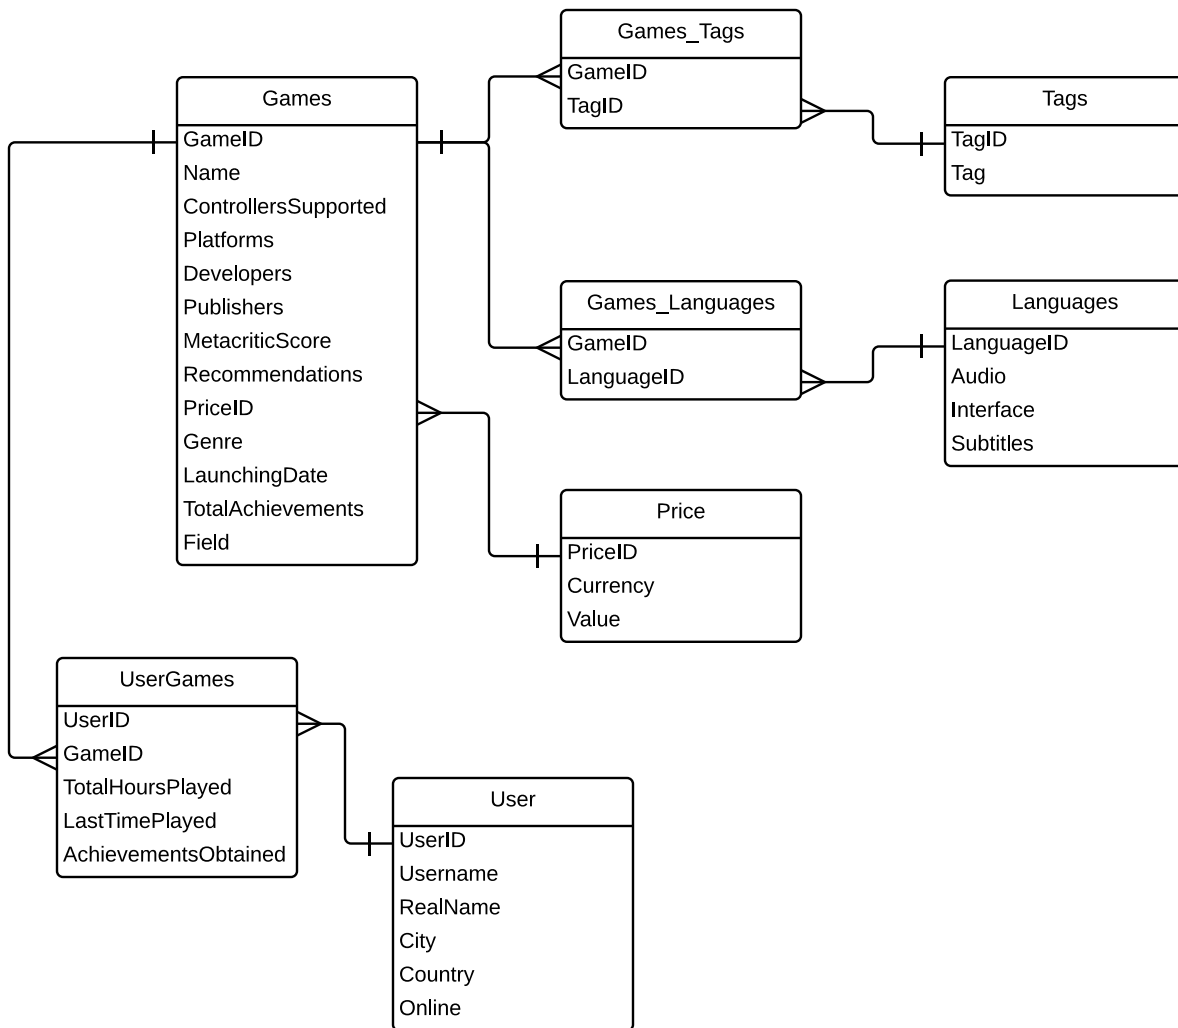 Games_Tags
GameID
TagID
Games
GameID
Name
ControllersSupported
Platforms
Developers
Publishers
MetacriticScore
Recommendations
PriceID
Genre
LaunchingDate
TotalAchievements
Field
Tags
TagID
Tag
Games_Languages
GameID
LanguageID
Languages
LanguageID
Audio
Interface
Subtitles
Price
PriceID
Currency
Value
UserGames
UserID
GameID
TotalHoursPlayed
LastTimePlayed
AchievementsObtained
User
UserID
Username
RealName
City
Country
Online